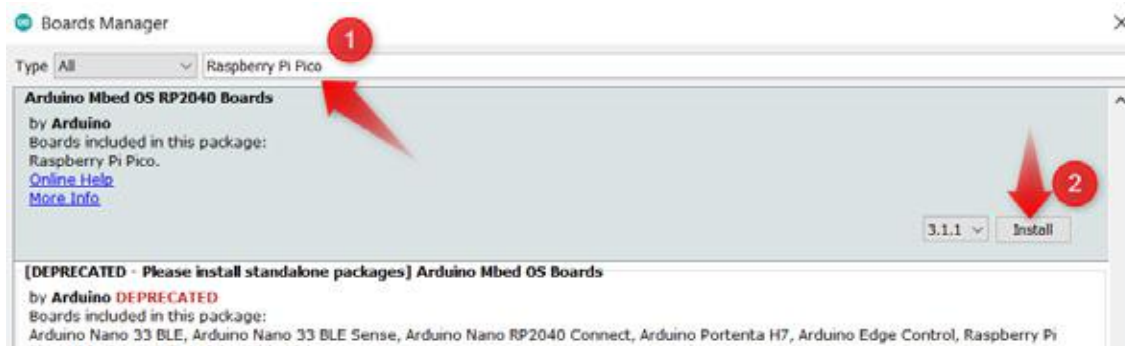 Boards Manager
1
Type All Raspberry Pi Pico
Arduino Mbed OS RP2040 Boards
by Arduino
Boards included in this package:
Raspberry Pi Pico.
Online Help
More Info
2
3.1.1 Install
[DEPRECATED - Please install standalone packages] Arduino Mbed OS Boards
by Arduino DEPRECATED
Boards included in this package:
Arduino Nano 33 BLE, Arduino Nano 33 BLE Sense, Arduino Nano RP2040 Connect, Arduino Portenta H7, Arduino Edge Control, Raspberry Pi